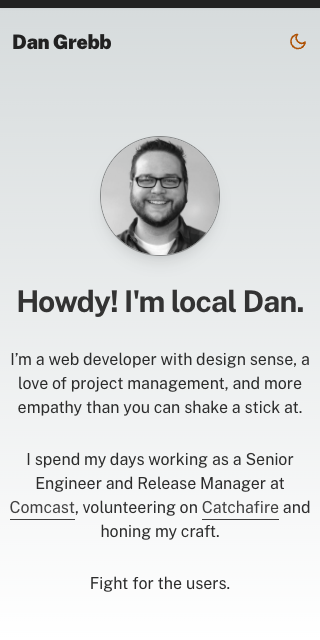 Dan Grebb
Howdy! I'm local Dan.
I’m a web developer with design sense, a
love of project management, and more
empathy than you can shake a stick at.
I spend my days working as a Senior
Engineer and Release Manager at
Comcast, volunteering on Catchafire and
honing my craft.
Fight for the users.